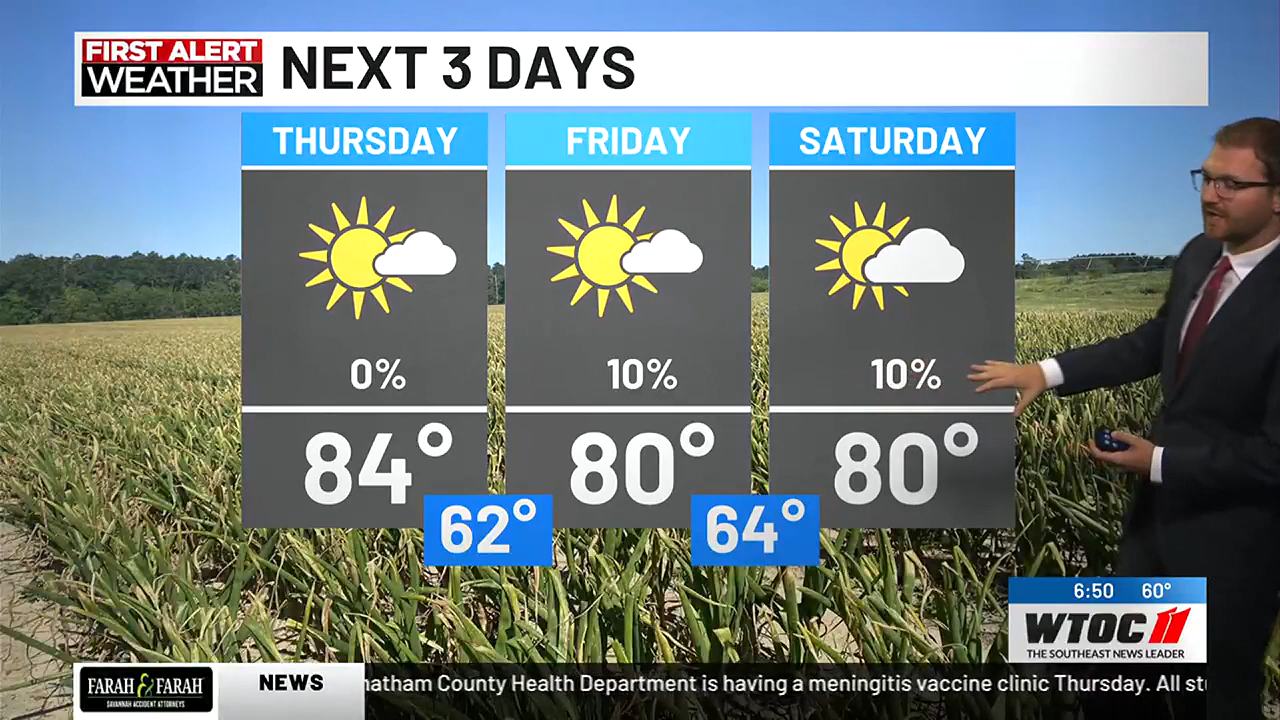 FIRST ALERT
WEATHER
NEXT 3 DAYS
THURSDAY
FRIDAY
SATURDAY
0%
10%
10%
84°
80°
80°
62°
64°
6:50 60°
WTOC 11
THE SOUTHEAST NEWS LEADER
FARAH & FARAH
SAVANNAH ACCIDENT ATTORNEYS
NEWS
hatham County Health Department is having a meningitis vaccine clinic Thursday. All stu